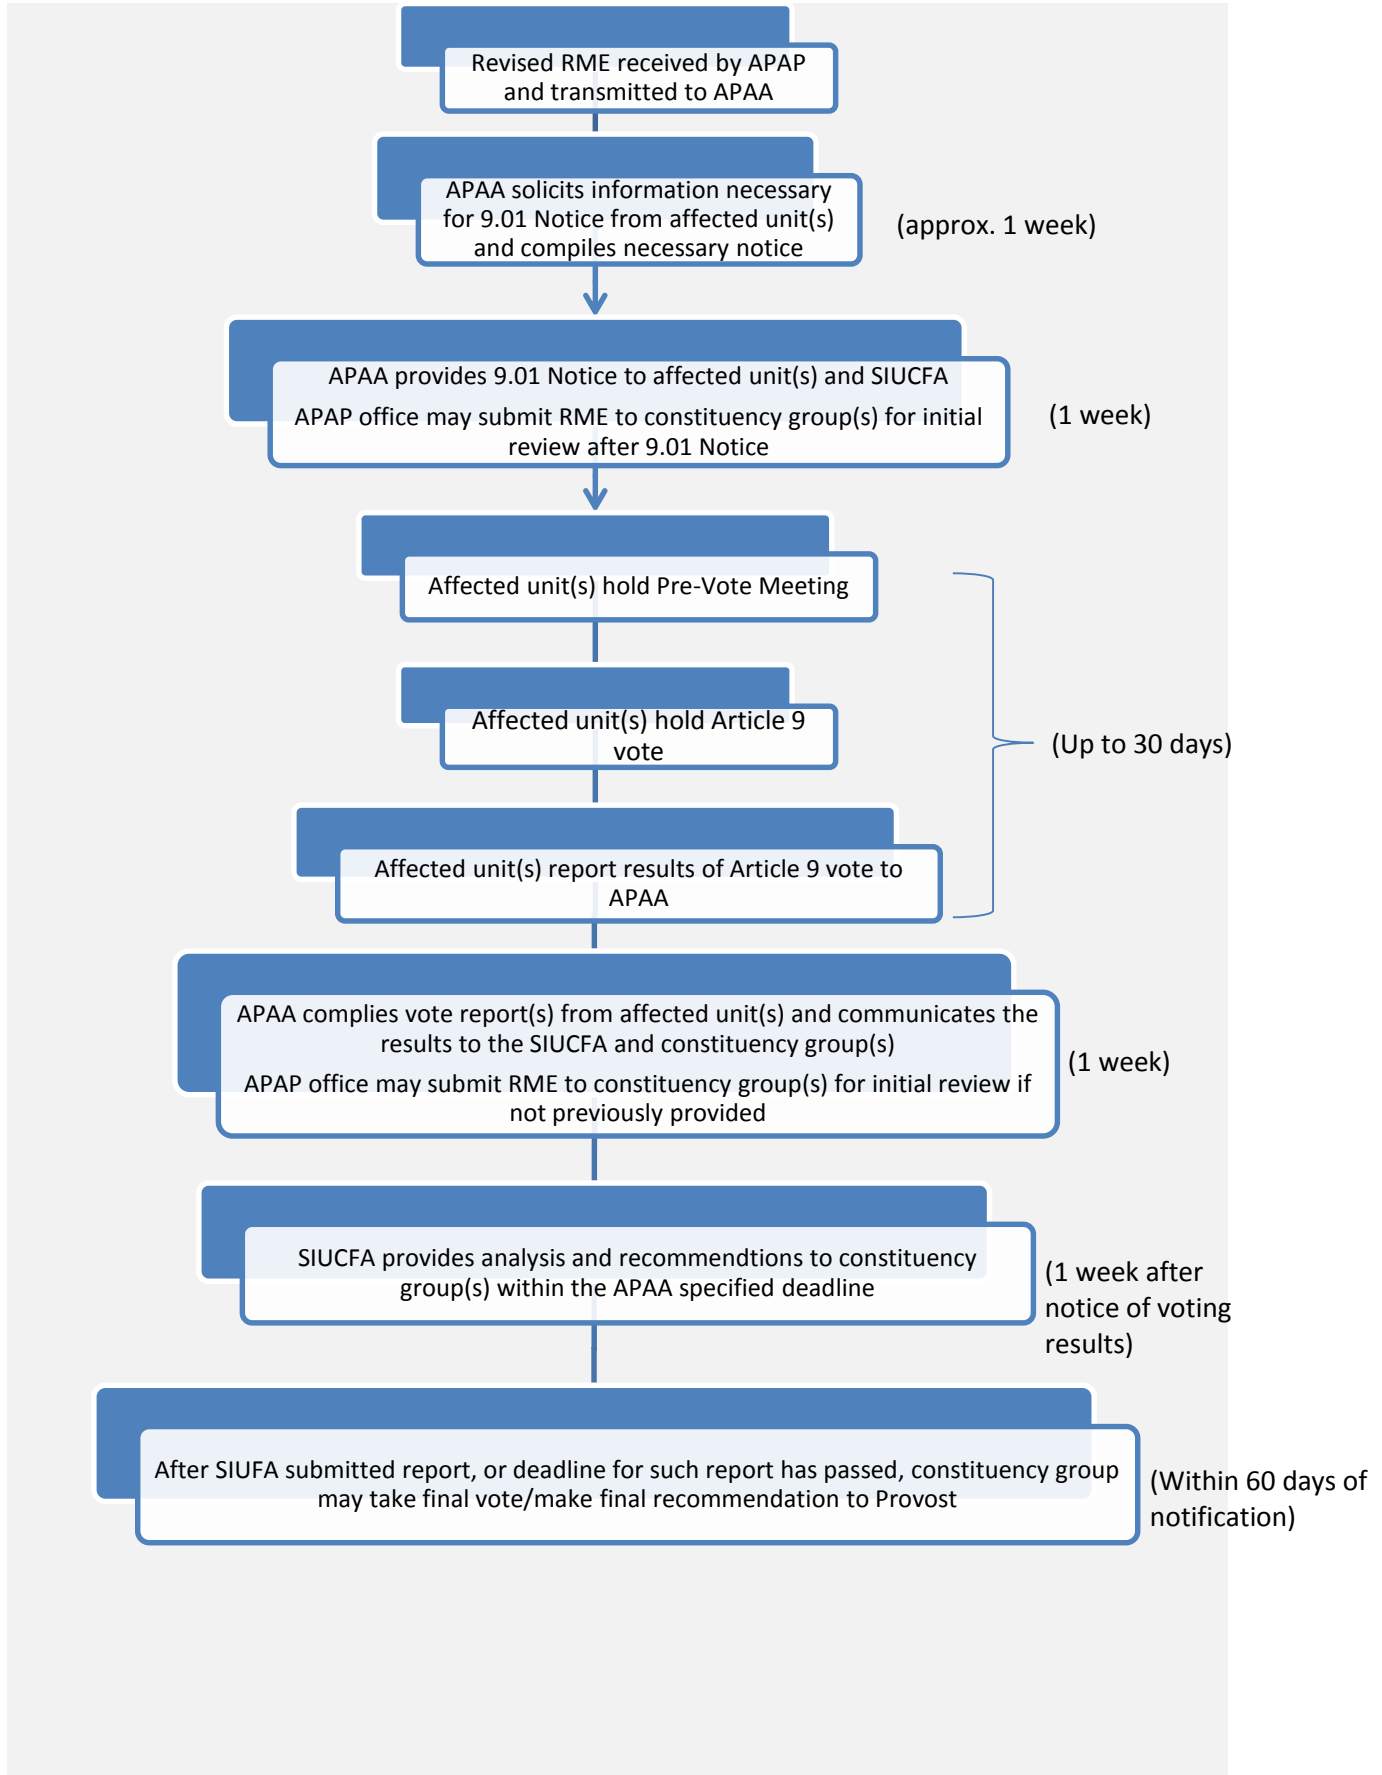 Revised RME received by APAP
and transmitted to APAA
APAA solicits information necessary
for 9.01 Notice from affected unit(s)
and compiles necessary notice
(approx. 1 week)
APAA provides 9.01 Notice to affected unit(s) and SIUCFA
APAP office may submit RME to constituency group(s) for initial
review after 9.01 Notice
(1 week)
Affected unit(s) hold Pre-Vote Meeting
Affected unit(s) hold Article 9
vote
(Up to 30 days)
Affected unit(s) report results of Article 9 vote to
APAA
APAA complies vote report(s) from affected unit(s) and communicates the
results to the SIUCFA and constituency group(s)
APAP office may submit RME to constituency group(s) for initial review if
not previously provided
(1 week)
SIUCFA provides analysis and recommendtions to constituency
group(s) within the APAA specified deadline
(1 week after
notice of voting
results)
After SIUFA submitted report, or deadline for such report has passed, constituency group
may take final vote/make final recommendation to Provost
(Within 60 days of
notification)